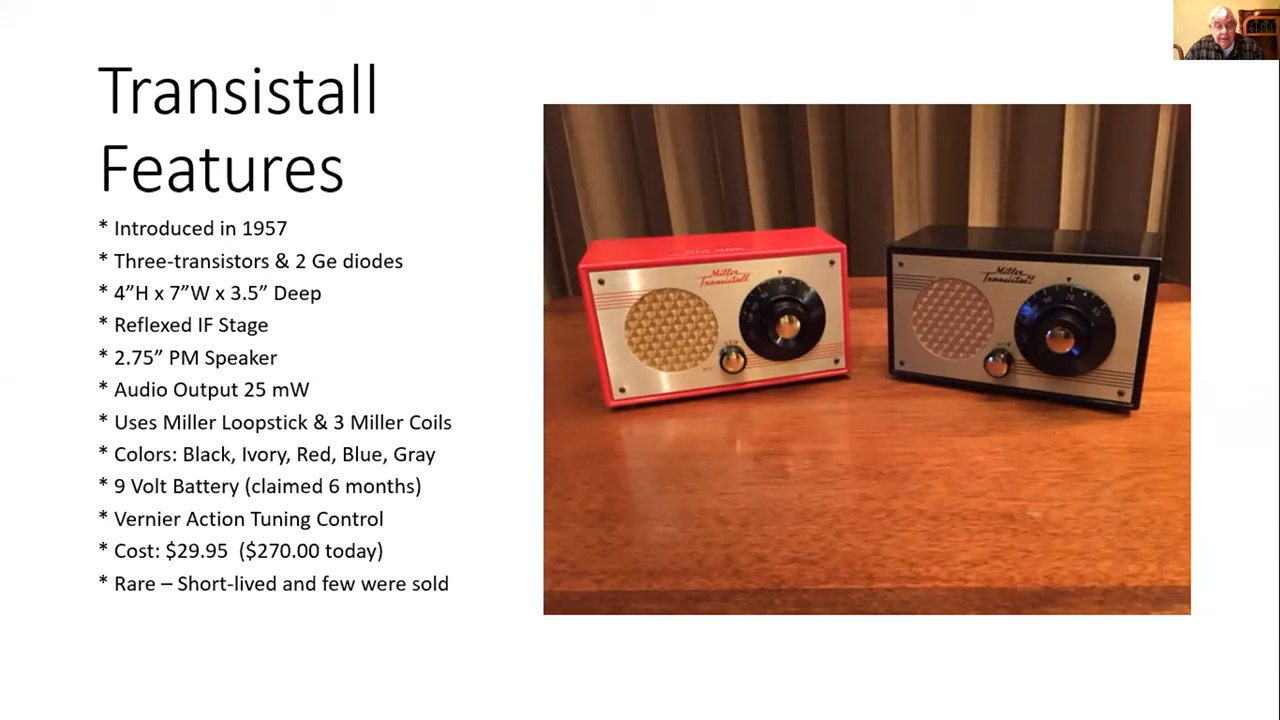 Transistall
Features
* Introduced in 1957
* Three-transistors & 2 Ge diodes
* 4”H x 7”W x 3.5” Deep
* Reflexed IF Stage
* 2.75” PM Speaker
* Audio Output 25 mW
* Uses Miller Loopstick & 3 Miller Coils
* Colors: Black, Ivory, Red, Blue, Gray
* 9 Volt Battery (claimed 6 months)
* Vernier Action Tuning Control
* Cost: $29.95  ($270.00 today)
* Rare – Short-lived and few were sold
Miller
Transistall
Miller
Transistall